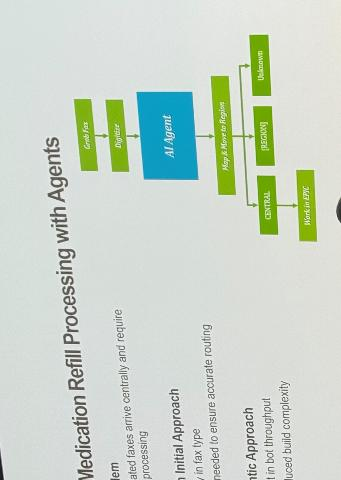 Medication Refill Processing with Agents
lem
ated faxes arrive centrally and require
processing
n Initial Approach
y in fax type
needed to ensure accurate routing
ntic Approach
t in bot throughput
luced build complexity
Grab Fax
Digitize
AI Agent
Map & Move to Region
CENTRAL
[REGION]
Unknown
Work in EPIC